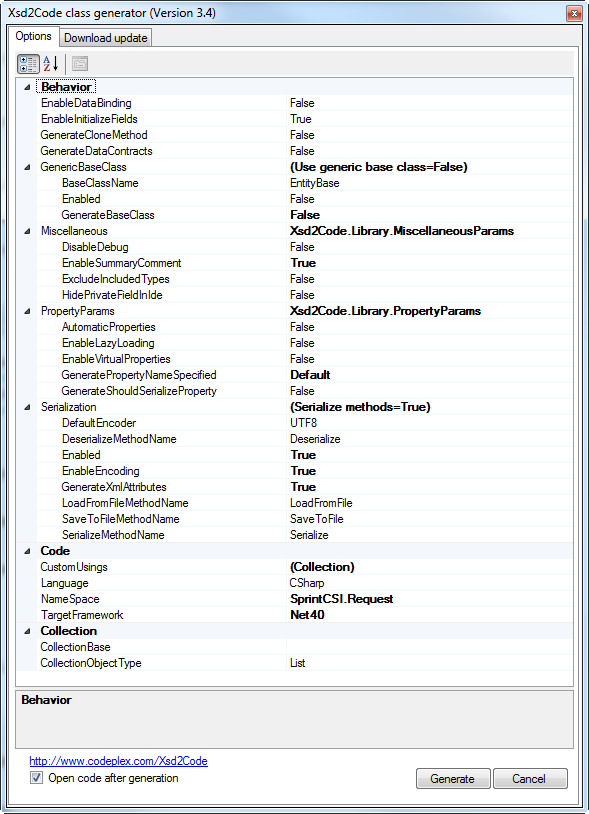 Xsd2Code class generator (Version 3.4)
Options Download update
Behavior
EnableDataBinding False
EnableInitializeFields True
GenerateCloneMethod False
GenerateDataContracts False
GenericBaseClass (Use generic base class=False)
BaseClassName EntityBase
Enabled False
GenerateBaseClass False
Miscellaneous Xsd2Code.Library.MiscellaneousParams
DisableDebug False
EnableSummaryComment True
ExcludeIncludedTypes False
HidePrivateFieldInIde False
PropertyParams Xsd2Code.Library.PropertyParams
AutomaticProperties False
EnableLazyLoading False
EnableVirtualProperties False
GeneratePropertyNameSpecified Default
GenerateShouldSerializeProperty False
Serialization (Serialize methods=True)
DefaultEncoder UTF8
DeserializeMethodName Deserialize
Enabled True
EnableEncoding True
GenerateXmlAttributes True
LoadFromFileMethodName LoadFromFile
SaveToFileMethodName SaveToFile
SerializeMethodName Serialize
Code
CustomUsings (Collection)
Language CSharp
NameSpace SprintCSI.Request
TargetFramework Net40
Collection
CollectionBase
CollectionObjectType List
Behavior
http://www.codeplex.com/Xsd2Code
Open code after generation
Generate Cancel